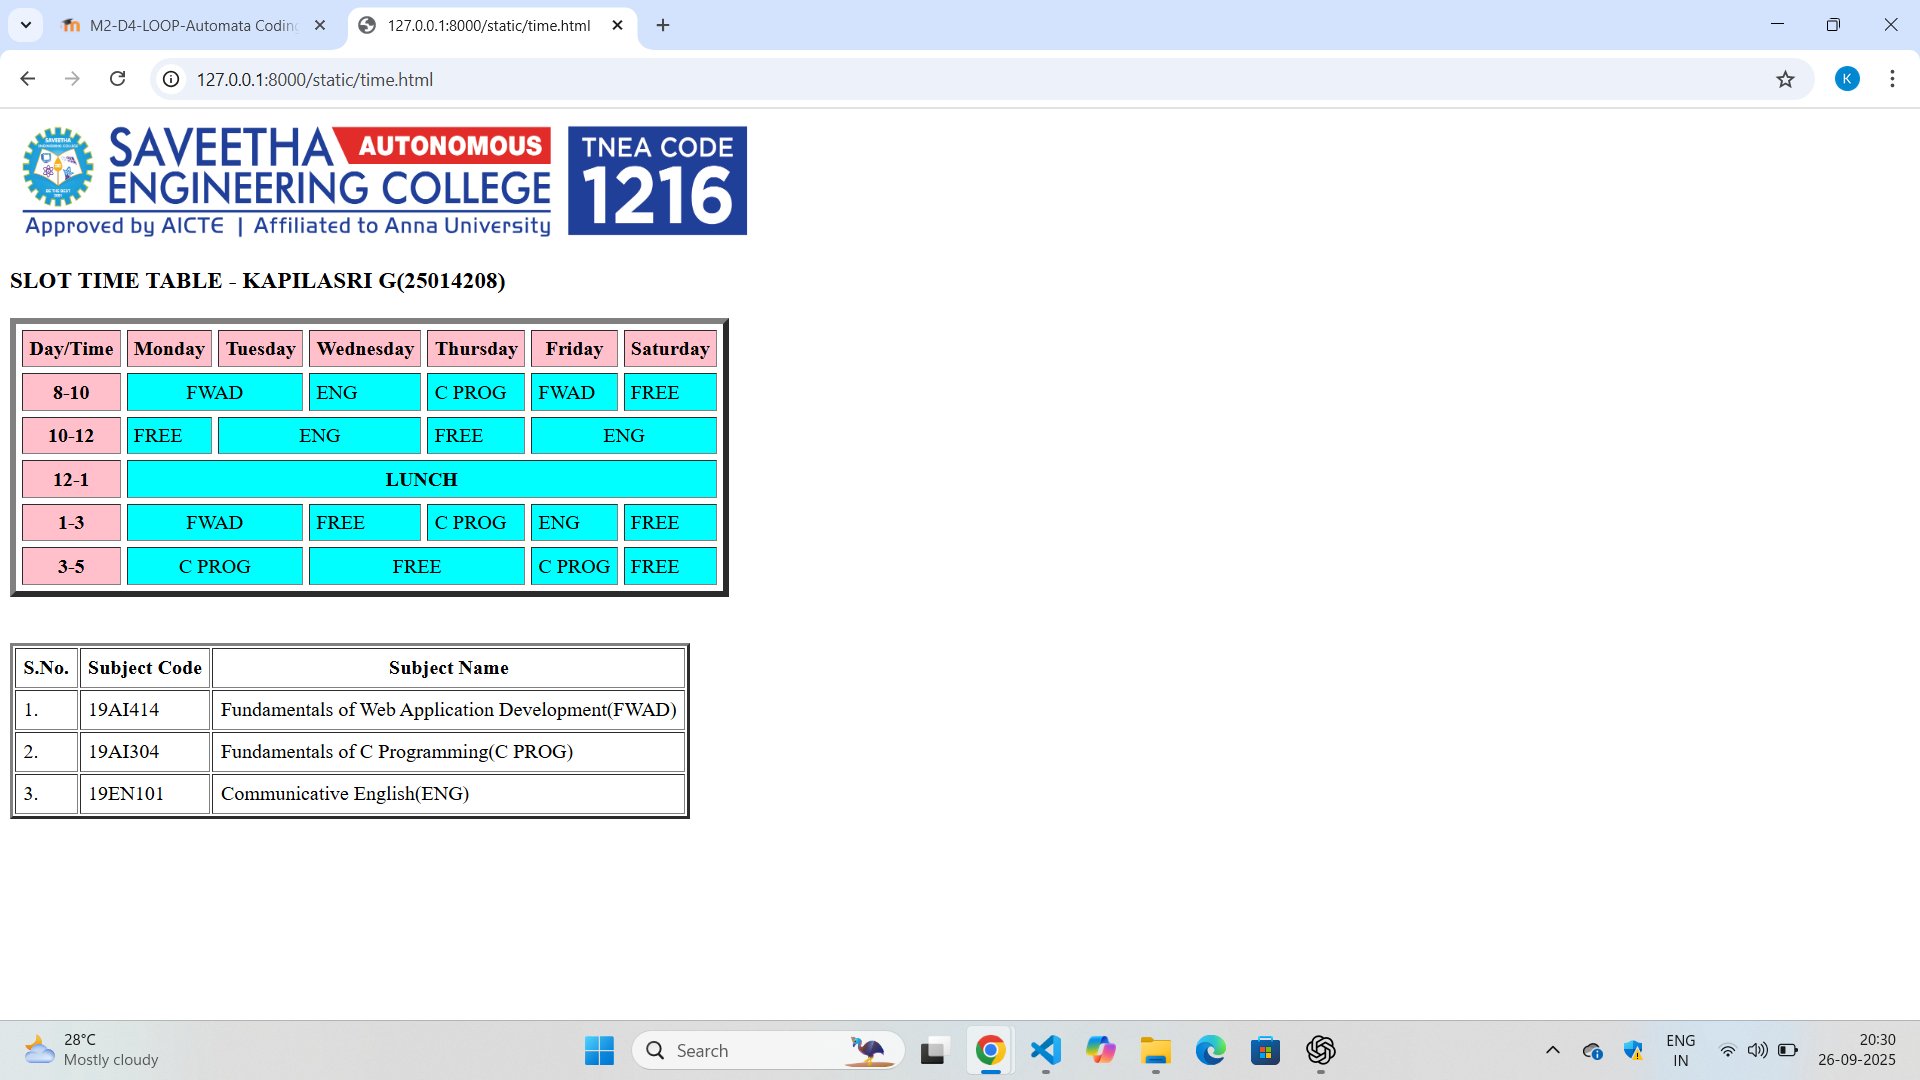 M2-D4-LOOP-Automata Coding
127.0.0.1:8000/static/time.html
127.0.0.1:8000/static/time.html
K
SAVEETHA AUTONOMOUS
ENGINEERING COLLEGE
Approved by AICTE | Affiliated to Anna University
TNEA CODE
1216
SLOT TIME TABLE - KAPILASRI G(25014208)
Day/Time Monday Tuesday Wednesday Thursday Friday Saturday
8-10 FWAD ENG C PROG FWAD FREE
10-12 FREE ENG FREE ENG
12-1 LUNCH
1-3 FWAD FREE C PROG ENG FREE
3-5 C PROG FREE C PROG FREE
S.No. Subject Code Subject Name
1. 19AI414 Fundamentals of Web Application Development(FWAD)
2. 19AI304 Fundamentals of C Programming(C PROG)
3. 19EN101 Communicative English(ENG)
28°C
Mostly cloudy
Search
ENG
IN
20:30
26-09-2025